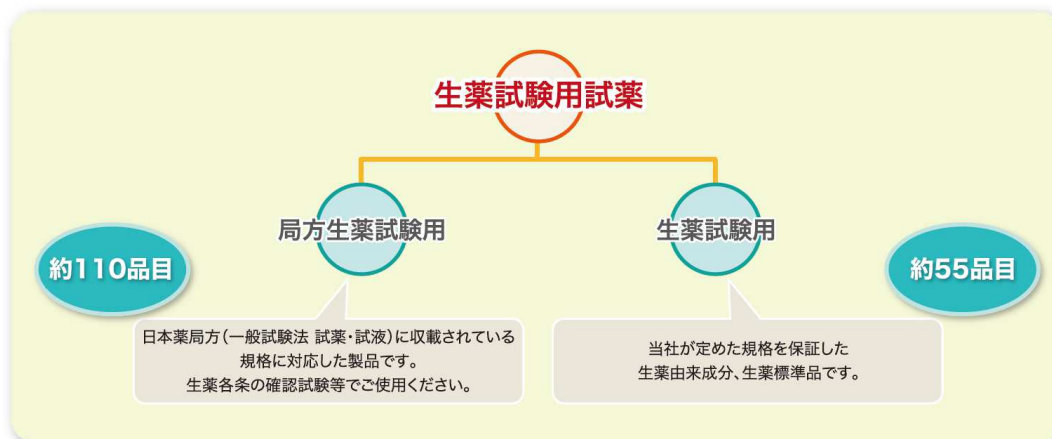 生薬試験用試薬
局方生薬試験用
生薬試験用
約110品目
約55品目
日本薬局方(一般試験法 試薬・試液)に収載されている
規格に対応した製品です。
生薬各条の確認試験等でご使用ください。
当社が定めた規格を保証した
生薬由来成分、生薬標準品です。